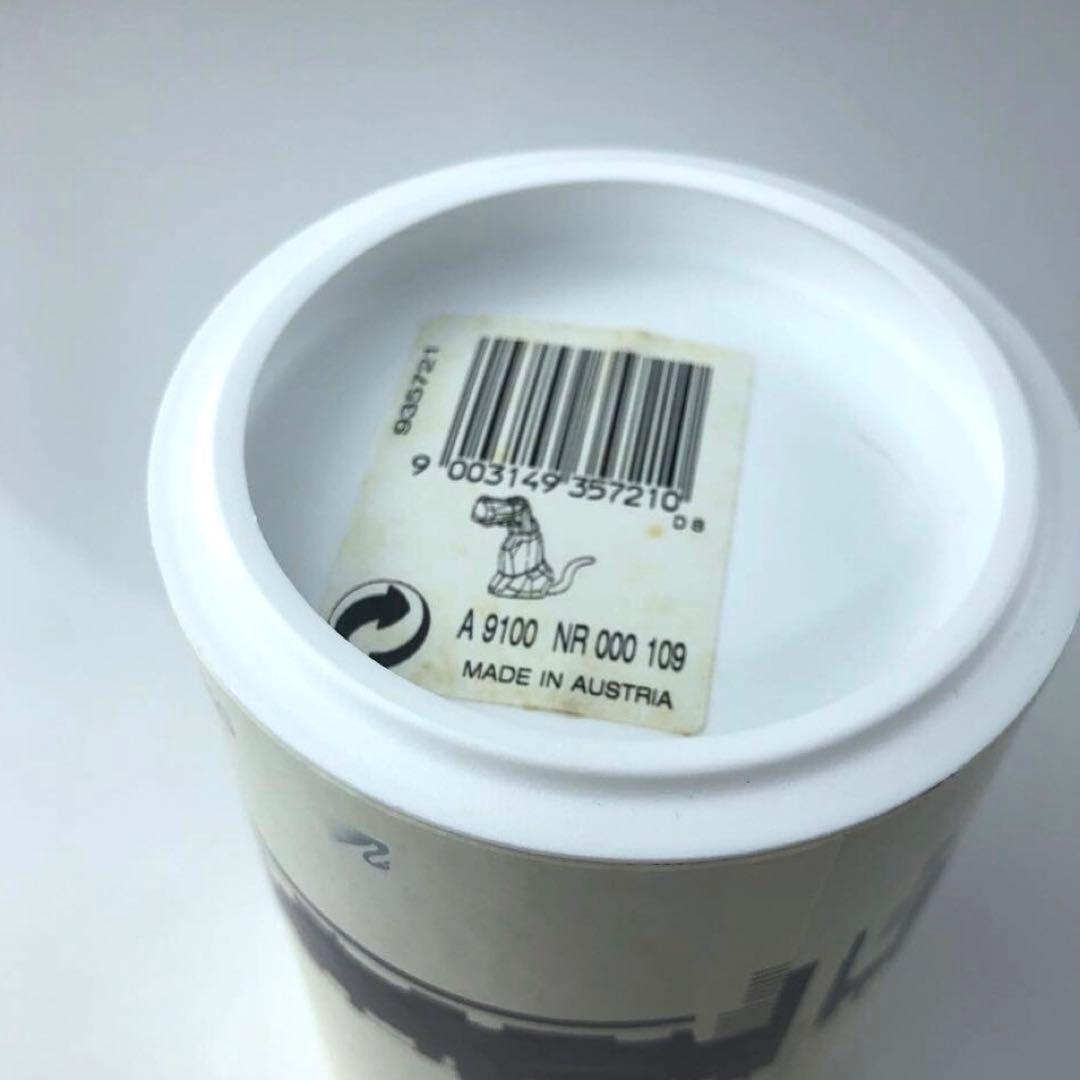 935721
9 003149 357210
D8
A 9100 NR 000 109
MADE IN AUSTRIA